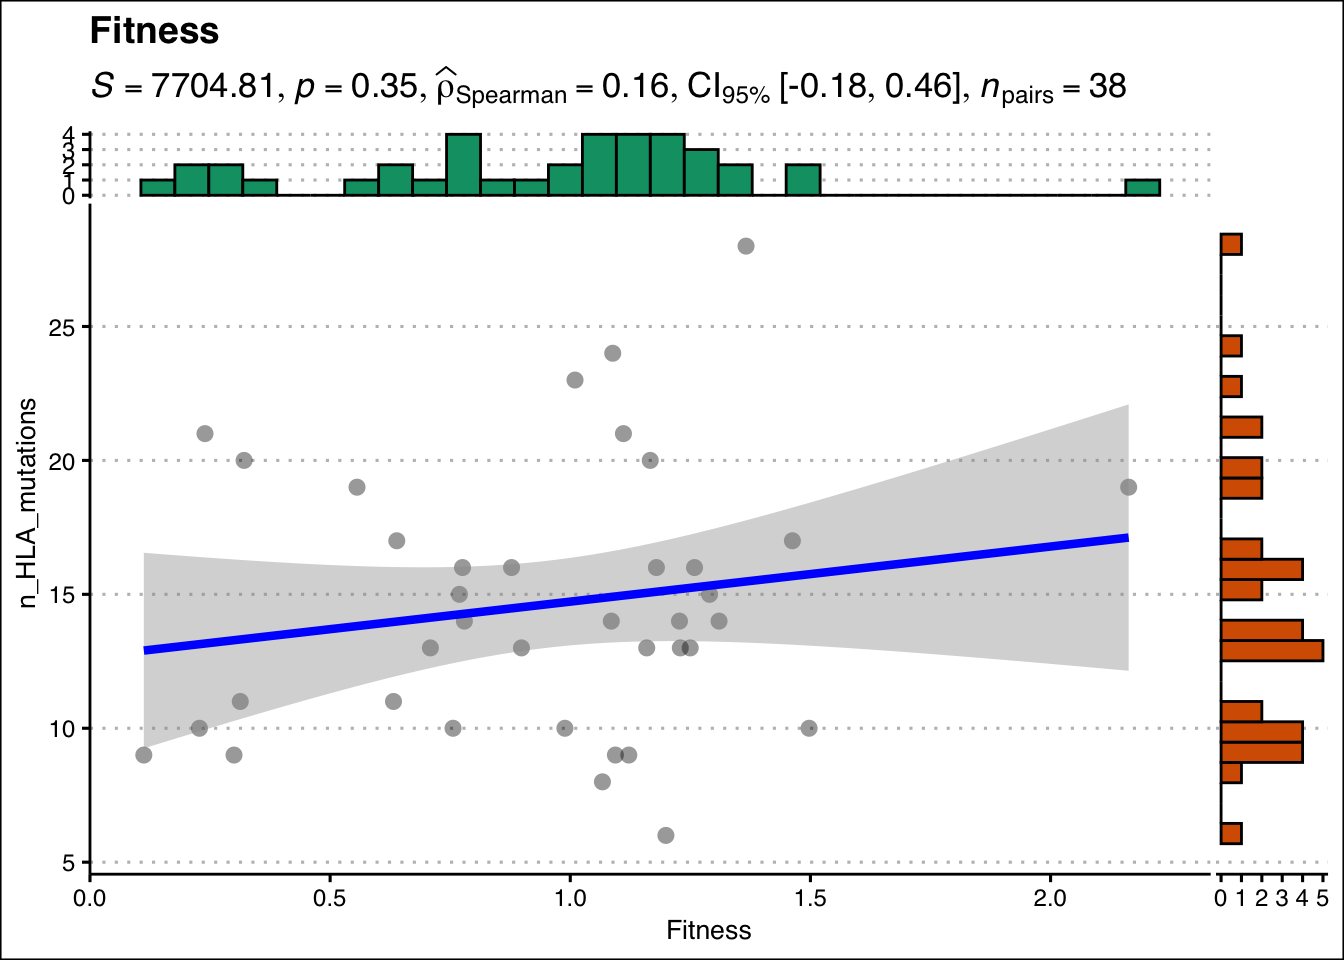 Fitness
S = 7704.81, p = 0.35, ρ̂Spearman = 0.16, CI95% [-0.18, 0.46], npairs = 38
4
3
2
1
0
25
20
15
10
5
n_HLA_mutations
0.0 0.5 1.0 1.5 2.0 0 1 2 3 4 5
Fitness